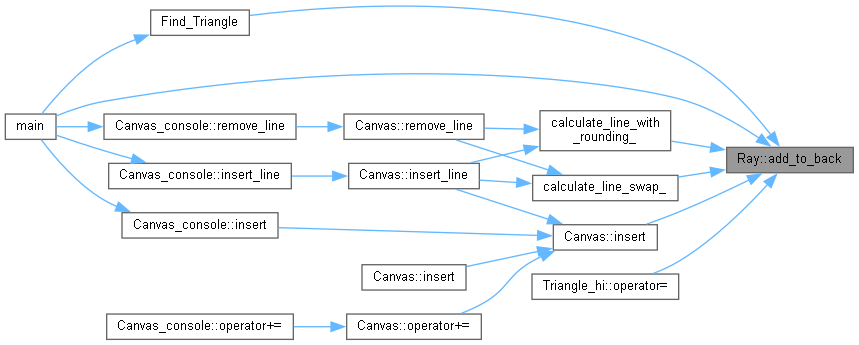 Find_Triangle
main
Canvas_console::remove_line
Canvas::remove_line
calculate_line_with
_rounding_
Ray::add_to_back
Canvas_console::insert_line
Canvas::insert_line
calculate_line_swap_
Canvas_console::insert
Canvas::insert
Canvas::insert
Triangle_hi::operator=
Canvas_console::operator+=
Canvas::operator+=